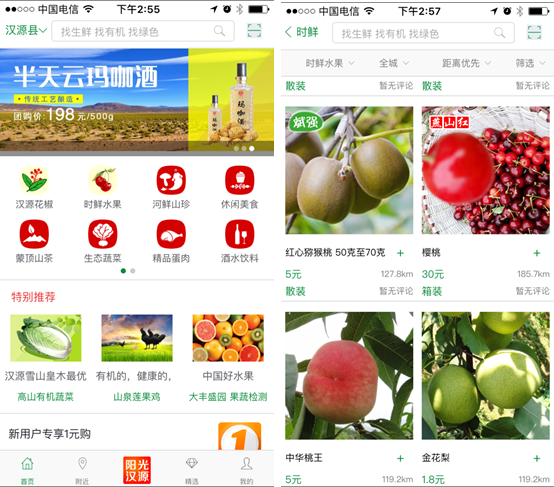 中国电信
下午2:55
汉源县
找生鲜 找有机 找绿色
半天云玛咖酒
传统工艺酿造
团购价:198元/500g
汉源花椒
时鲜水果
河鲜山珍
休闲美食
蒙顶山茶
生态蔬菜
精品蛋肉
酒水饮料
特别推荐
汉源雪山皇木最优
有机的，健康的，
中国好水果
高山有机蔬菜
山泉莲果鸡
大丰盛园 果蔬检测
新用户专享1元购
1
首页
附近
阳光
汉源
精选
我的
中国电信
下午2:57
时鲜
找生鲜 找有机 找绿色
时鲜水果
全城
距离优先
筛选
散装
暂无评论
散装
暂无评论
斌强
红心猕猴桃 50克至70克
+
5元
127.8km
散装
暂无评论
燕山红
樱桃
+
30元
185.7km
箱装
暂无评论
中华桃王
+
5元
119.2km
金花梨
+
1.8元
119.2km